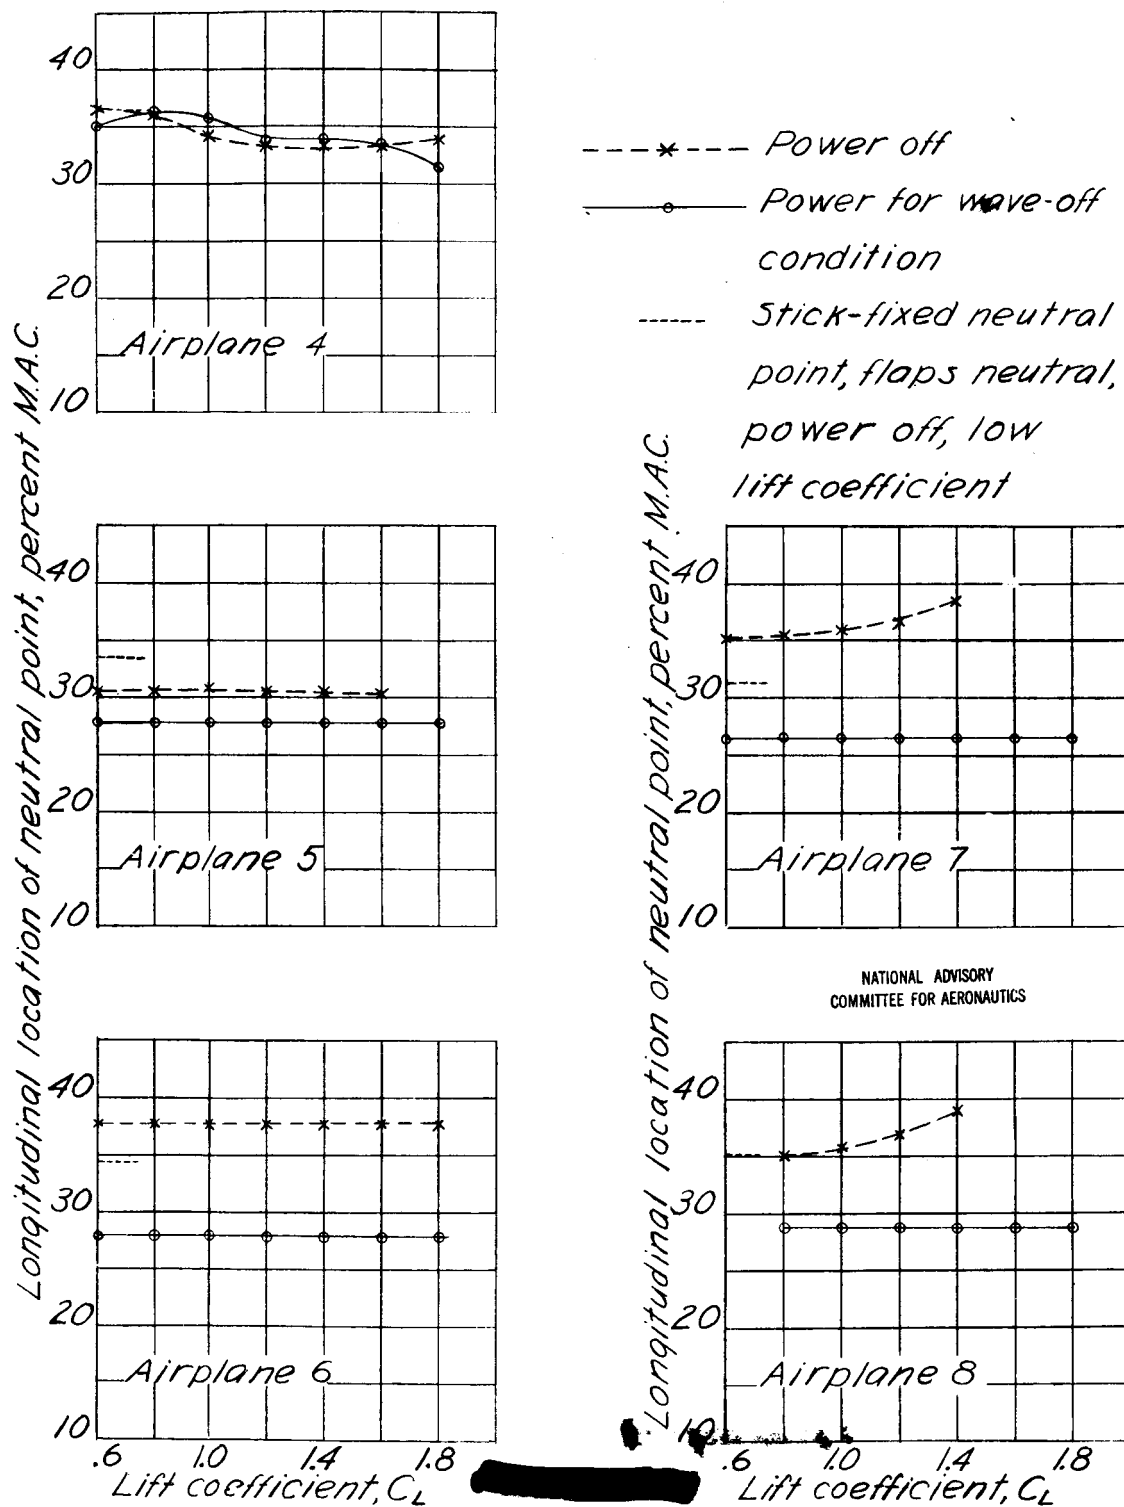 40
30
20
10
Airplane 4
Power off
Power for wave-off
condition
Stick-fixed neutral
point, flaps neutral,
power off, low
lift coefficient
Longitudinal location of neutral point, percent M.A.C.
40
30
20
10
Airplane 5
40
30
20
10
Airplane 6
.6 1.0 1.4 1.8
Lift coefficient, CL
Longitudinal location of neutral point, percent M.A.C.
40
30
20
10
Airplane 7
NATIONAL ADVISORY
COMMITTEE FOR AERONAUTICS
40
30
20
10
Airplane 8
.6 1.0 1.4 1.8
Lift coefficient, CL